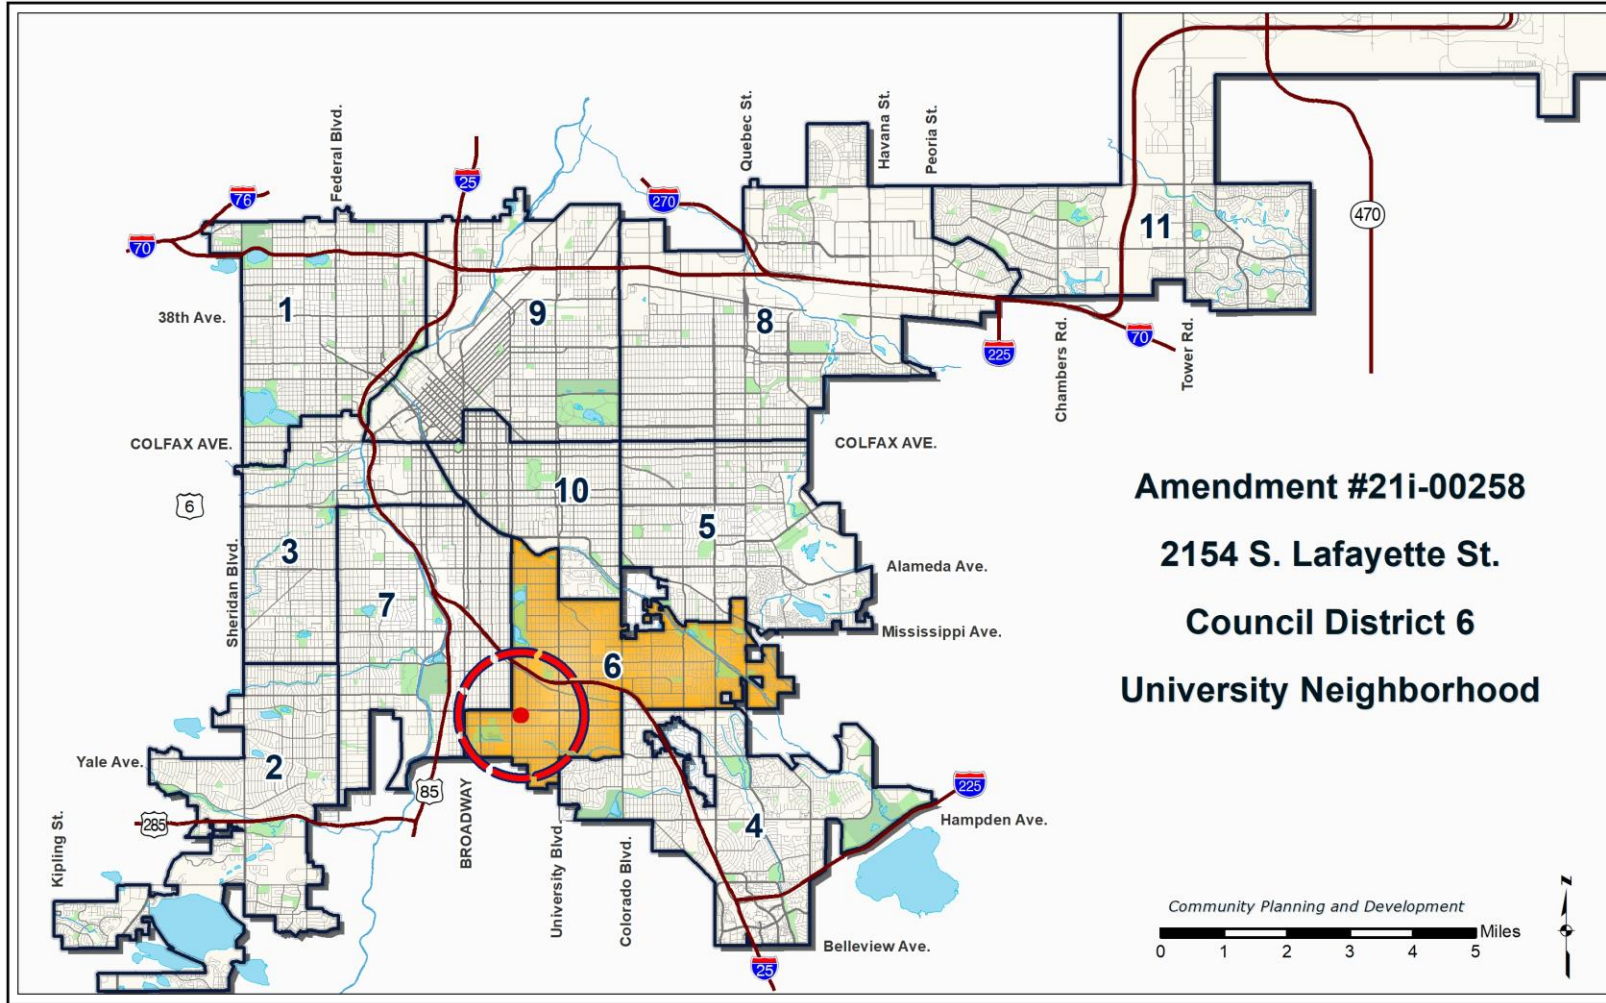 Federal Blvd.
Quebec St.
Havana St.
Peoria St.
76
25
270
70
470
11
1
9
8
38th Ave.
225
70
Chambers Rd.
Tower Rd.
COLFAX AVE.
COLFAX AVE.
6
10
5
3
Sheridan Blvd.
7
Alameda Ave.
Mississippi Ave.
6
Amendment #21i-00258
2154 S. Lafayette St.
Council District 6
University Neighborhood
Yale Ave.
2
85
285
BROADWAY
University Blvd.
Colorado Blvd.
4
225
Hampden Ave.
Kipling St.
Belleview Ave.
25
Community Planning and Development
Miles
0 1 2 3 4 5
N